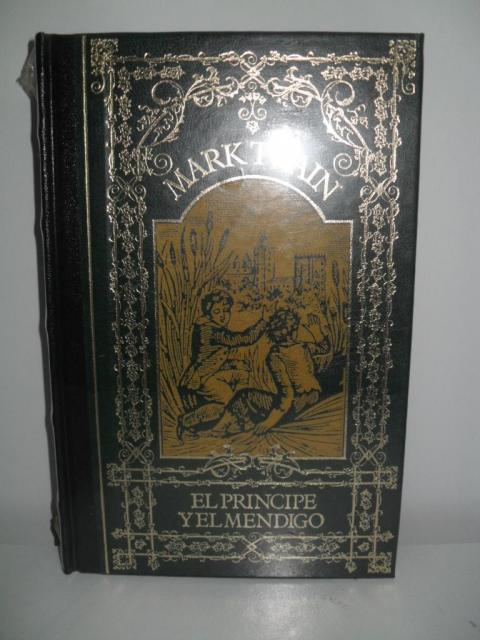 MARK TWAIN
EL PRINCIPE
Y EL MENDIGO